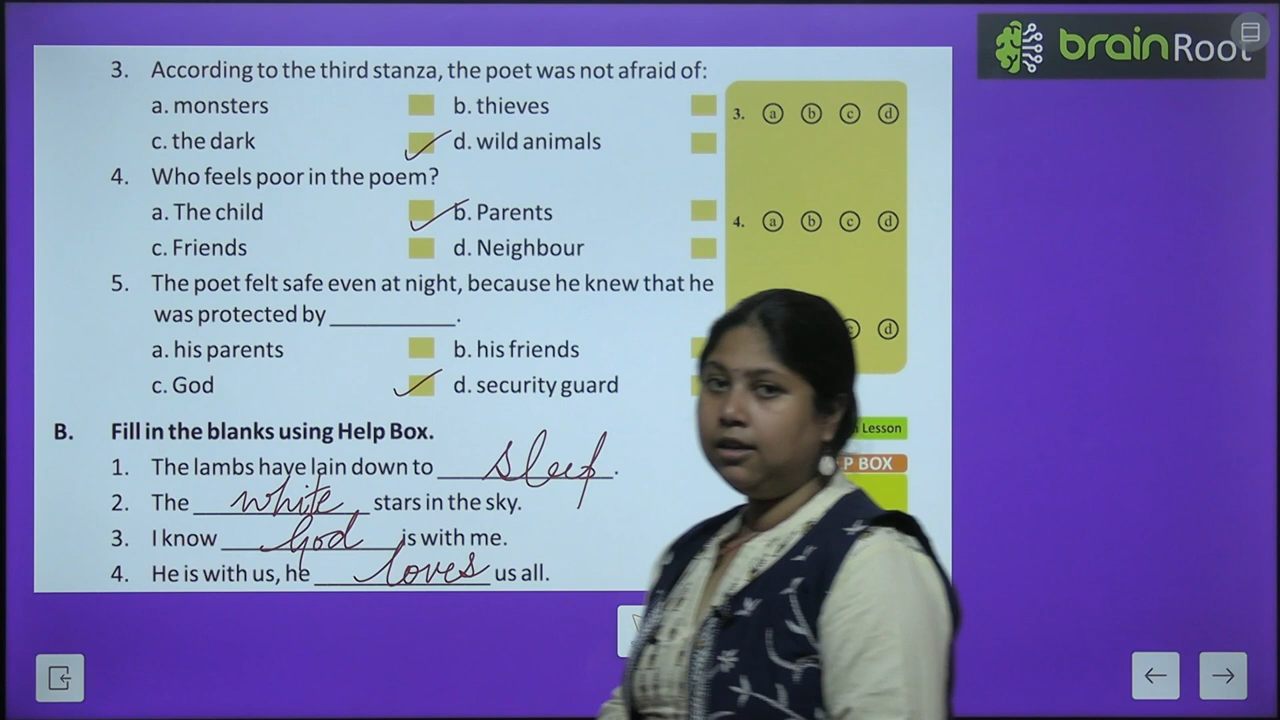 brainRoot
3. According to the third stanza, the poet was not afraid of:
a. monsters b. thieves
c. the dark d. wild animals
3. a b c d
4. Who feels poor in the poem?
a. The child b. Parents
c. Friends d. Neighbour
4. a b c d
5. The poet felt safe even at night, because he knew that he
was protected by __________.
c d
a. his parents b. his friends
c. God d. security guard
B. Fill in the blanks using Help Box.
Lesson
1. The lambs have lain down to sleep.
P BOX
2. The white stars in the sky.
3. I know God is with me.
4. He is with us, he loves us all.